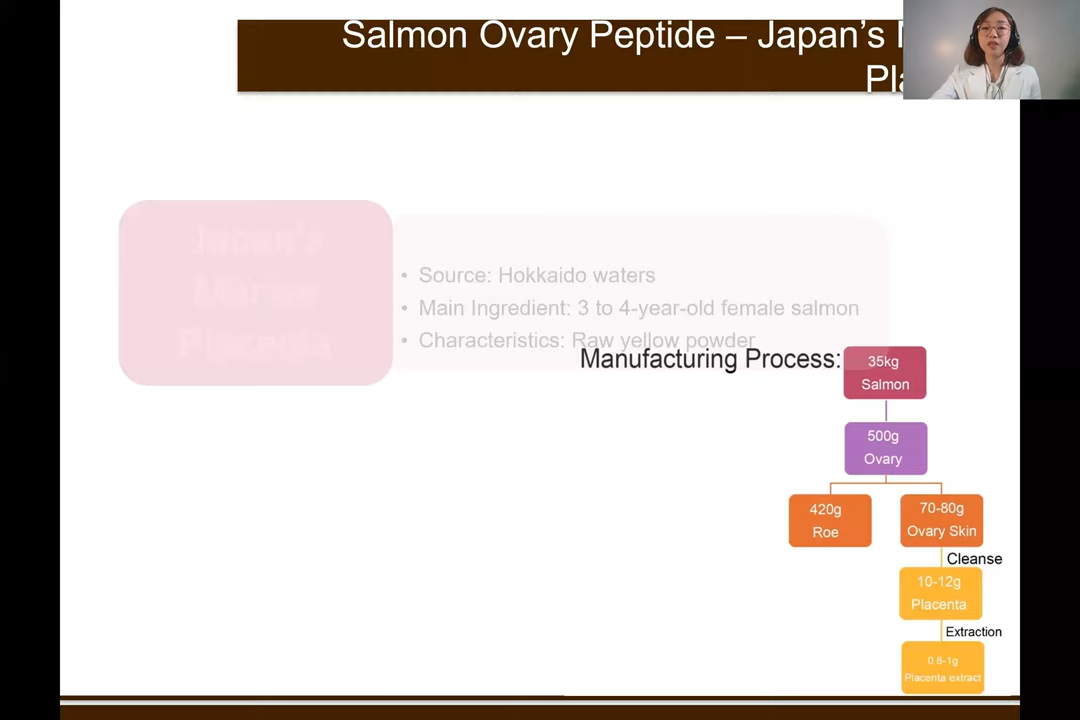 Salmon Ovary Peptide – Japan's
Japan's
Marine
Placenta
• Source: Hokkaido waters
• Main Ingredient: 3 to 4-year-old female salmon
• Characteristics: Raw yellow powder
Manufacturing Process:
35kg
Salmon
500g
Ovary
420g
Roe
70-80g
Ovary Skin
Cleanse
10-12g
Placenta
Extraction
0.8-1g
Placenta extract